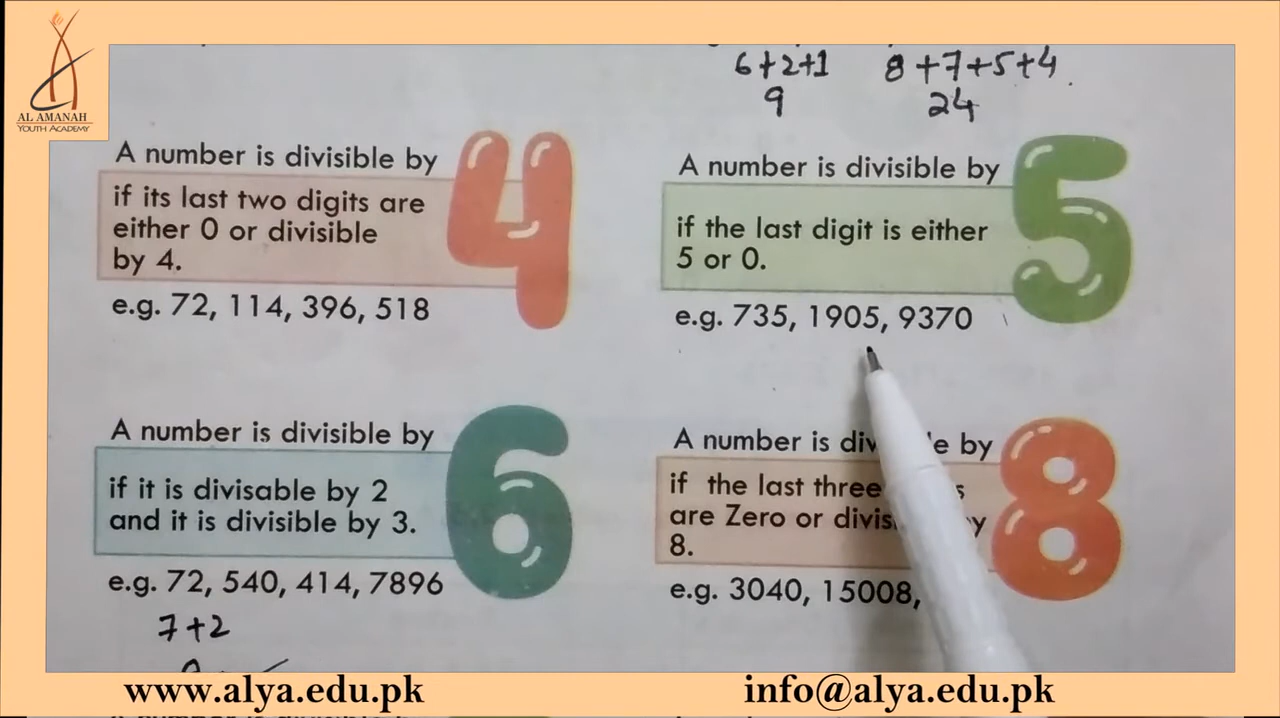 AL AMANAH
YOUTH ACADEMY
6+2+1
9
8+7+5+4
24
A number is divisible by 4
if its last two digits are
either 0 or divisible
by 4.
e.g. 72, 114, 396, 518
A number is divisible by 5
if the last digit is either
5 or 0.
e.g. 735, 1905, 9370
A number is divisible by 6
if it is divisable by 2
and it is divisible by 3.
e.g. 72, 540, 414, 7896
7+2
A number is by 8
if the last three
are Zero or
8.
e.g. 3040, 15008,
www.alya.edu.pk
info@alya.edu.pk